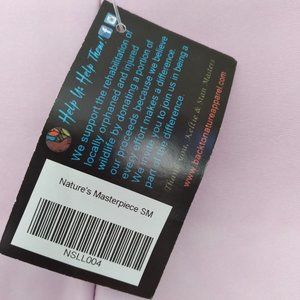 Help Us Help Them!
We support the rehabilitation of
locally orphaned and injured
wildlife by donating a portion of
our proceeds because we believe
every effort makes a difference.
We invite you to join us in being a
part of the difference.
Thank You, Kellie & Stan Masters
www.backtonatureapparel.com
Nature's Masterpiece SM
NSLL004